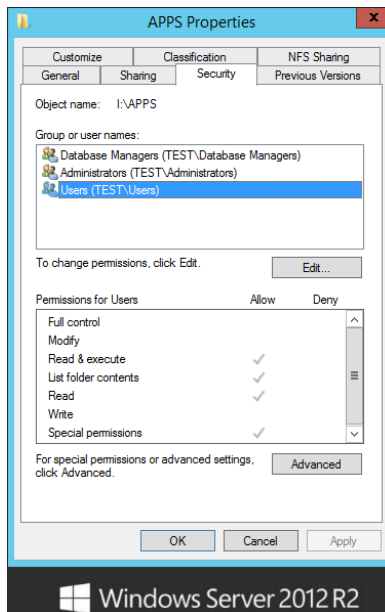 APPS Properties
x
Customize Classification NFS Sharing
General Sharing Security Previous Versions
Object name: I:\APPS
Group or user names:
Database Managers (TEST\Database Managers)
Administrators (TEST\Administrators)
Users (TEST\Users)
To change permissions, click Edit.
Edit...
Permissions for Users Allow Deny
Full control
Modify
Read & execute
List folder contents
Read
Write
Special permissions
For special permissions or advanced settings,
click Advanced.
Advanced
OK Cancel Apply
Windows Server 2012 R2